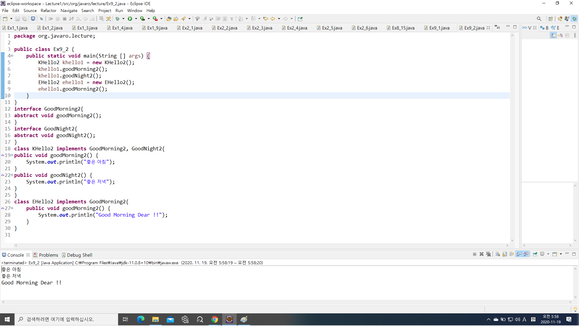 eclipse-workspace - Lecture1/src/org/javaro/lecture/Ex9_2.java - Eclipse IDE
File Edit Source Refactor Navigate Search Project Run Window Help
Ex1_1.java Ex1_2.java Ex1_3.java Ex1_4.java Ex1_9.java Ex2_1.java Ex2_2.java Ex2_3.java Ex2_4.java Ex2_5.java Ex2_6.java Ex8_15.java Ex9_1.java Ex9_2.java
1 package org.javaro.lecture;
2
3 public class Ex9_2 {
4 public static void main(String [] args) {
5 KHello2 khello1 = new KHello2();
6 khello1.goodMorning2();
7 khello1.goodNight2();
8 EHello2 ehello1 = new EHello2();
9 ehello1.goodMorning2();
10 }
11 }
12 interface GoodMorning2{
13 abstract void goodMorning2();
14 }
15 interface GoodNight2{
16 abstract void goodNight2();
17 }
18 class KHello2 implements GoodMorning2, GoodNight2{
19 public void goodMorning2() {
20 System.out.println("좋은 아침");
21 }
22 public void goodNight2() {
23 System.out.println("좋은 저녁");
24 }
25 }
26 class EHello2 implements GoodMorning2{
27 public void goodMorning2() {
28 System.out.println("Good Morning Dear !!");
29 }
30 }
31
Console Problems Debug Shell
<terminated> Ex9_2 [Java Application] C:\Program Files\Java\jdk-11.0.8+10\bin\javaw.exe (2020. 11. 19. 오전 5:58:19 – 오전 5:58:20)
좋은 아침
좋은 저녁
Good Morning Dear !!
검색하려면 여기에 입력하십시오.
오전 5:58
2020-11-19